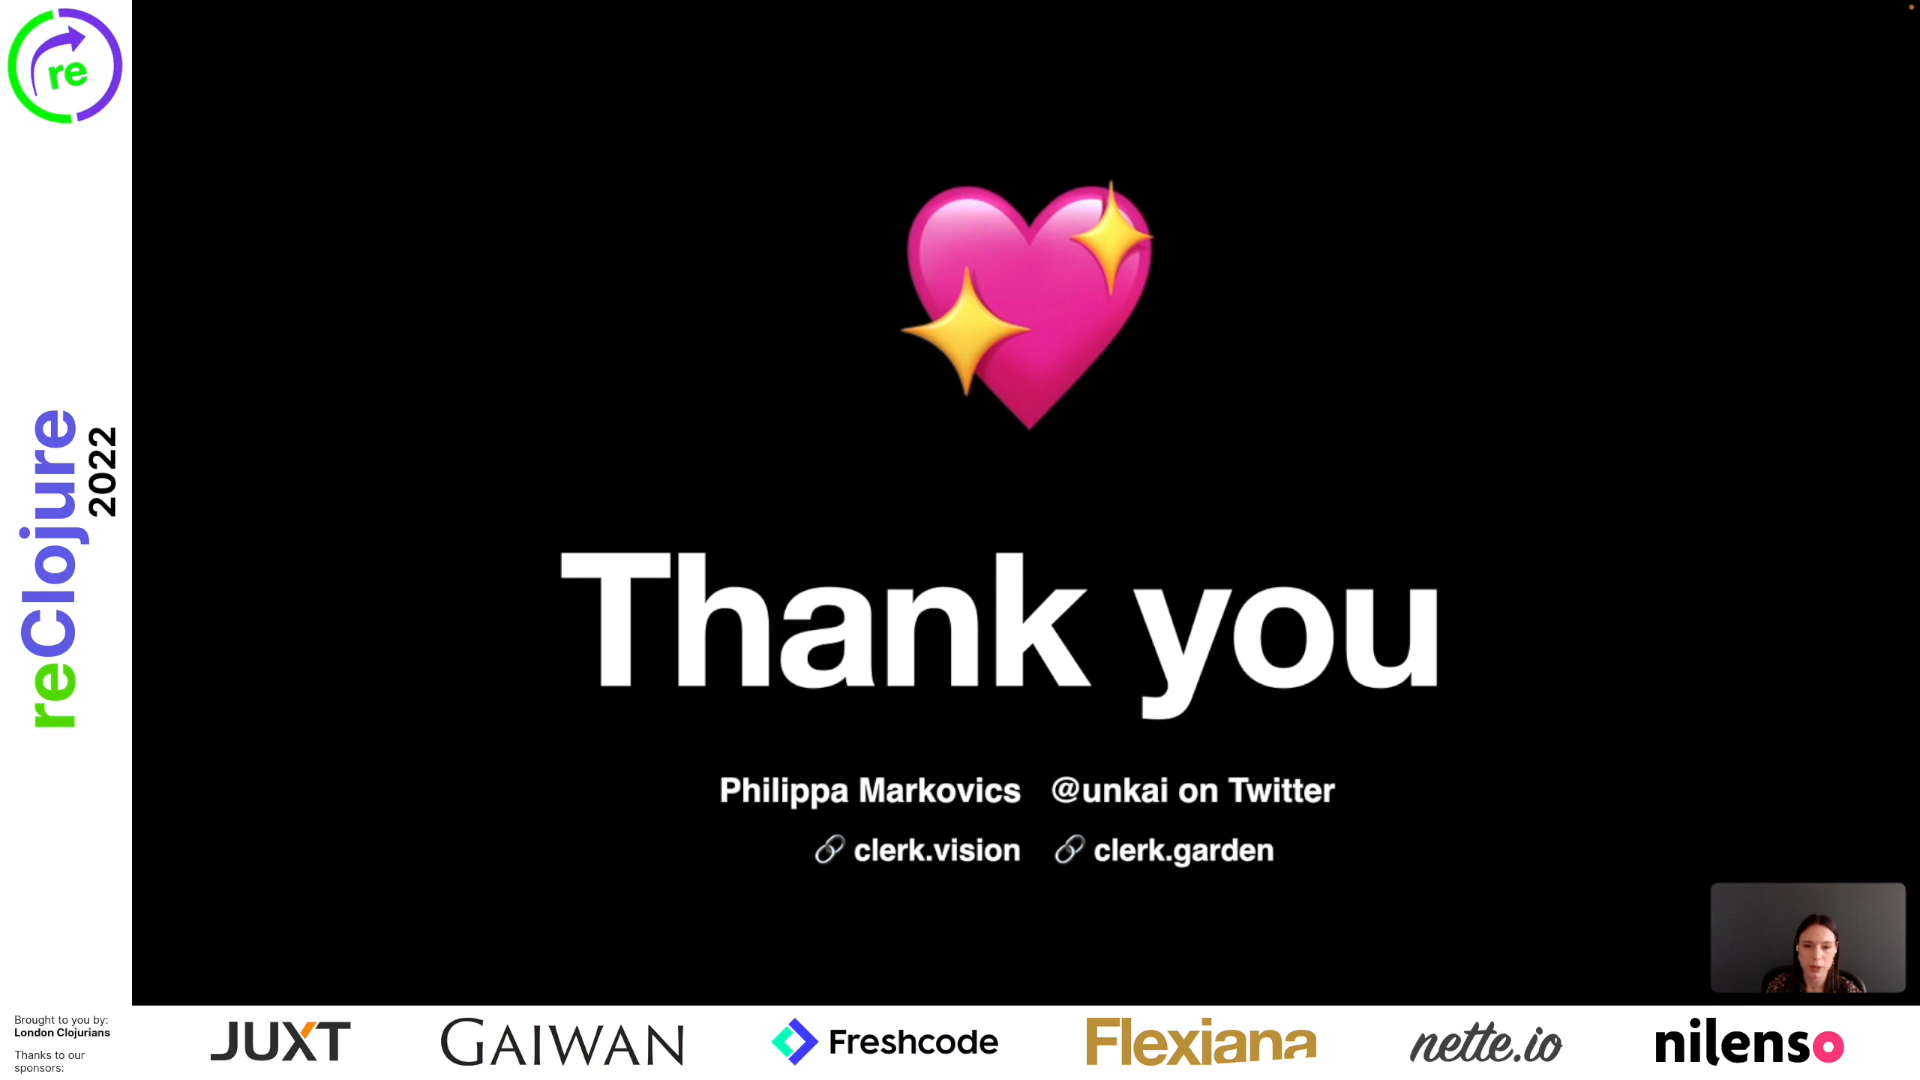 re
reClojure
2022
Thank you
Philippa Markovics @unkai on Twitter
clerk.vision clerk.garden
Brought to you by:
London Clojurians
Thanks to our
sponsors:
JUXT
GAIWAN
Freshcode
Flexiana
nette.io
nilenso